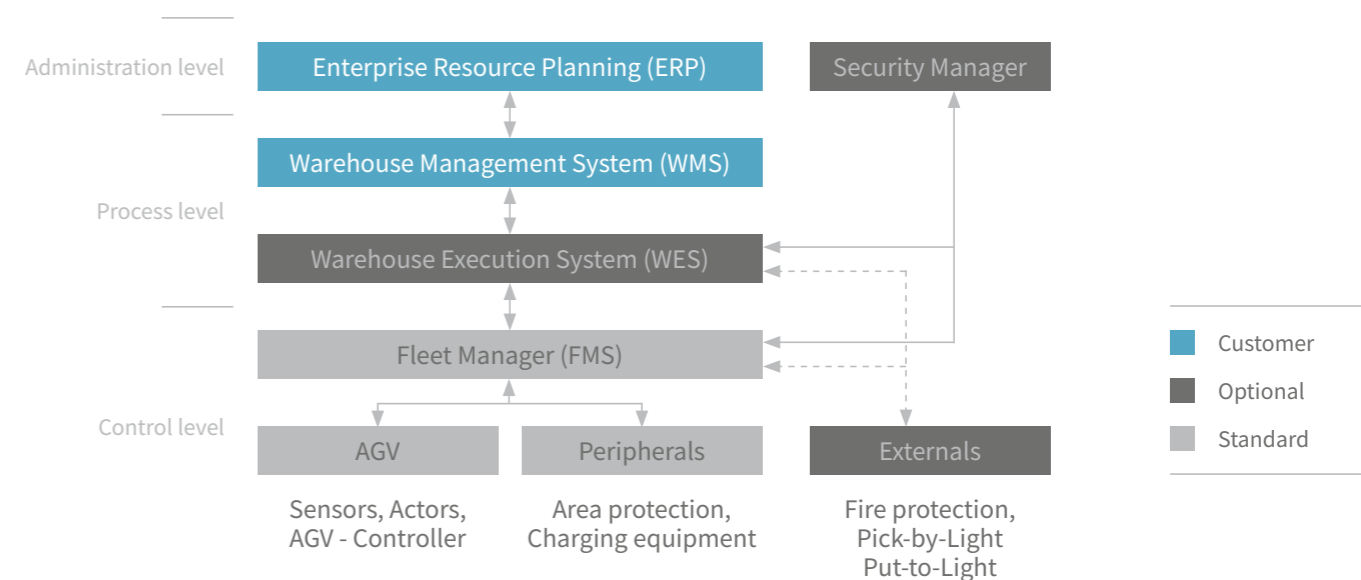 Administration level
Enterprise Resource Planning (ERP)
Security Manager
Warehouse Management System (WMS)
Process level
Warehouse Execution System (WES)
Fleet Manager (FMS)
Customer
Optional
Control level
Standard
AGV
Peripherals
Externals
Sensors, Actors,
AGV - Controller
Area protection,
Charging equipment
Fire protection,
Pick-by-Light
Put-to-Light